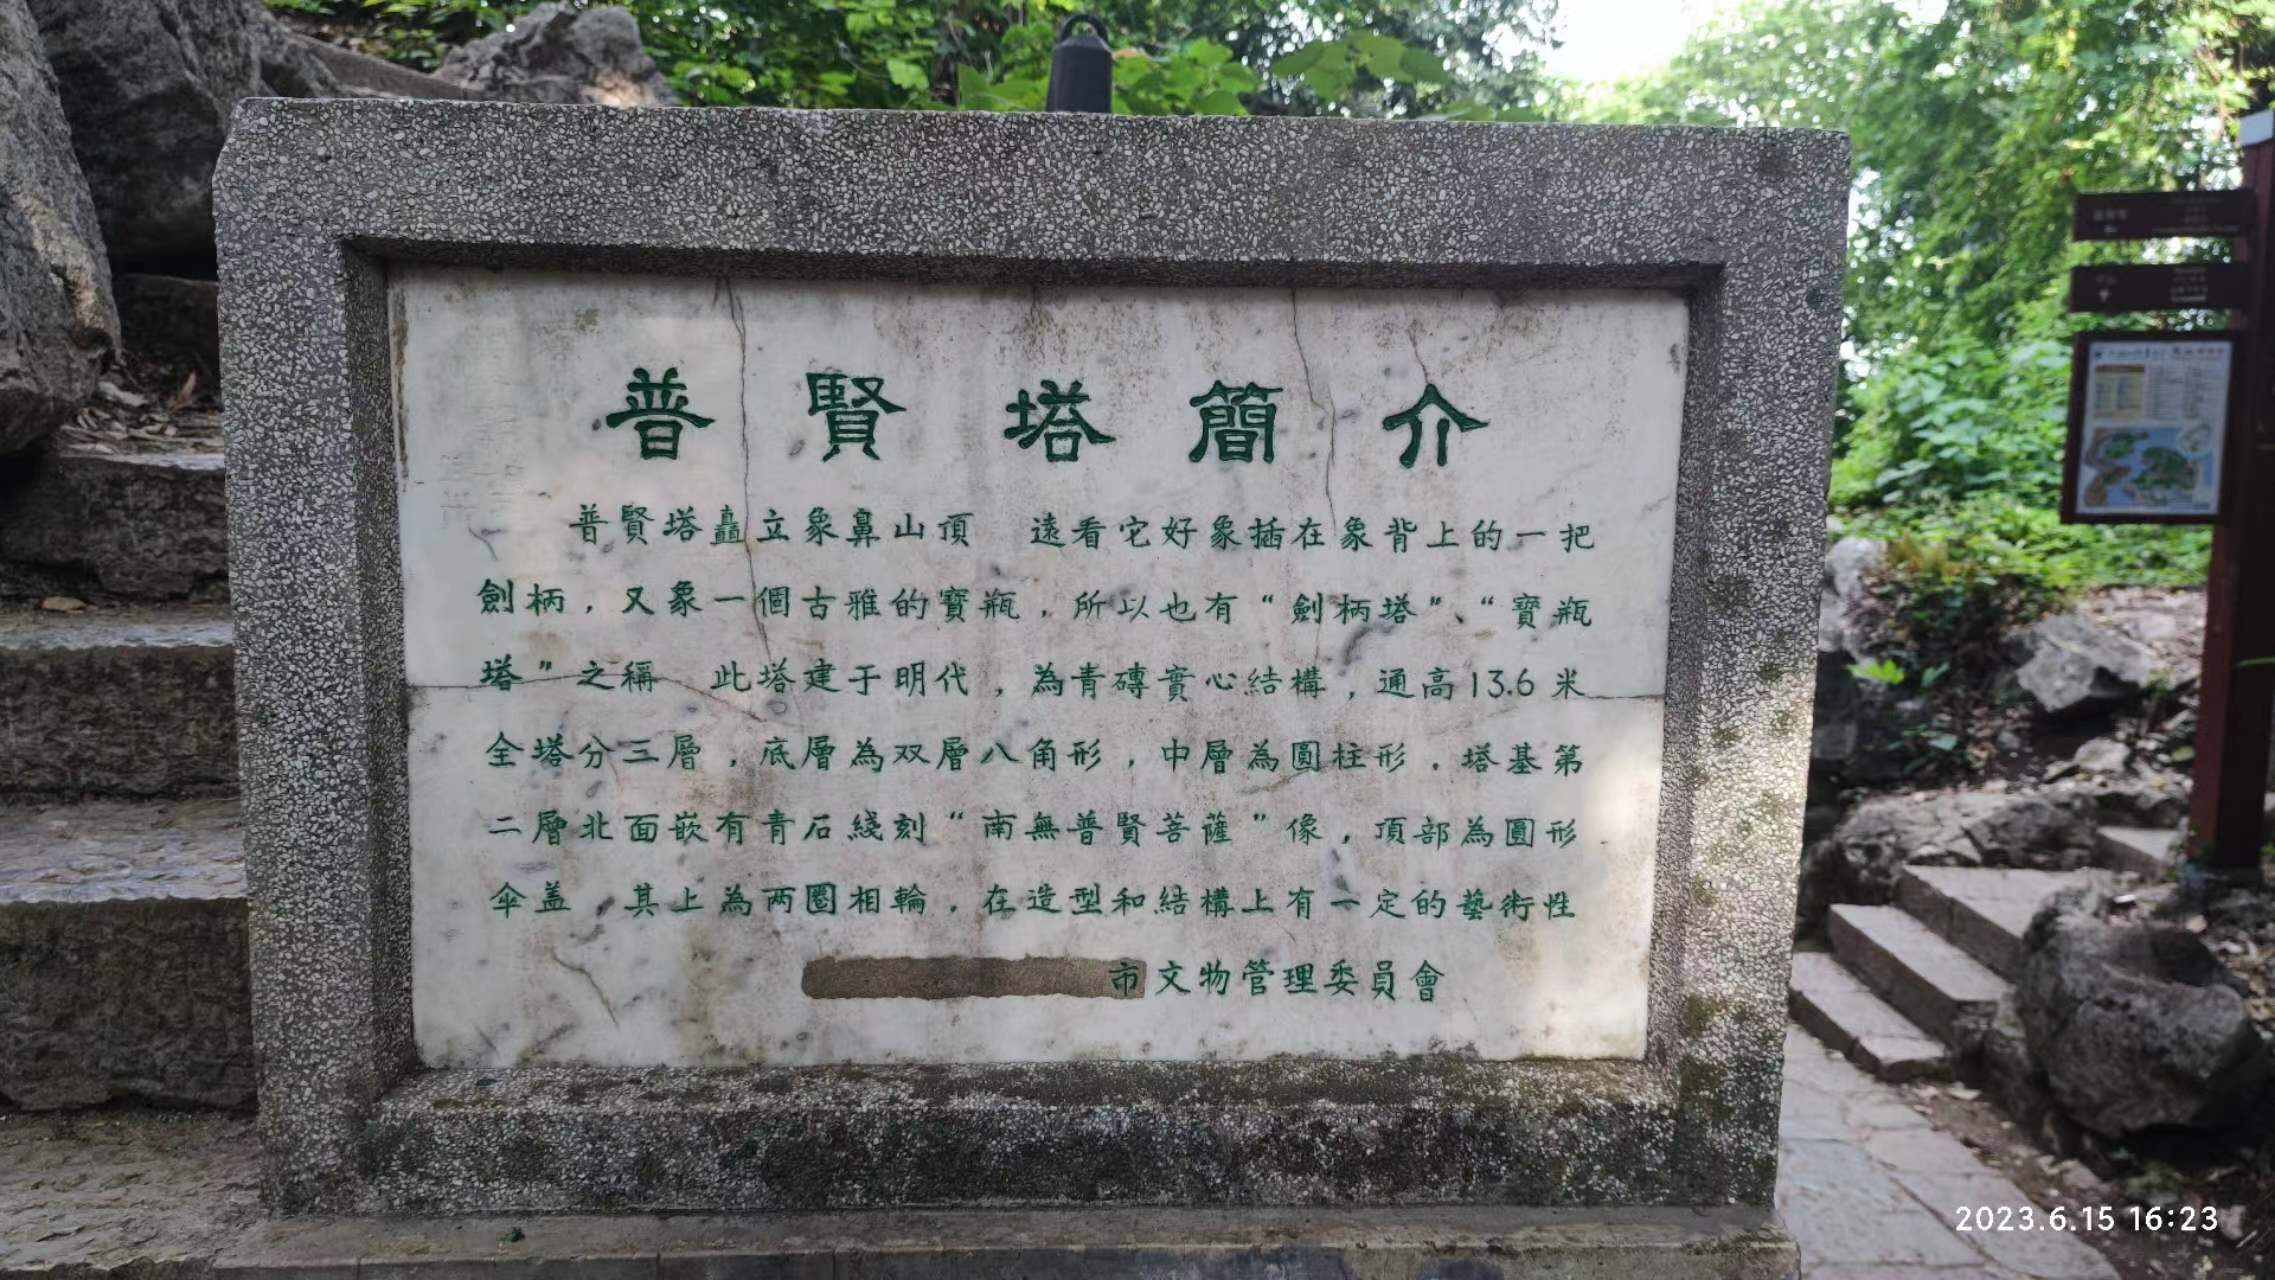 普賢塔簡介
普賢塔矗立象鼻山頂 遠看它好象插在象背上的一把
劍柄，又象一個古雅的寶瓶，所以也有“劍柄塔”、“寶瓶
塔”之稱 此塔建于明代，為青磚實心結構，通高13.6米
全塔分三層，底層為双層八角形，中層為圓柱形．塔基第
二層北面嵌有青石綫刻“南無普賢菩薩”像，頂部為圓形
傘盖，其上為两圈相輪．在造型和結構上有一定的藝術性
市文物管理委員會
2023.6.15 16:23